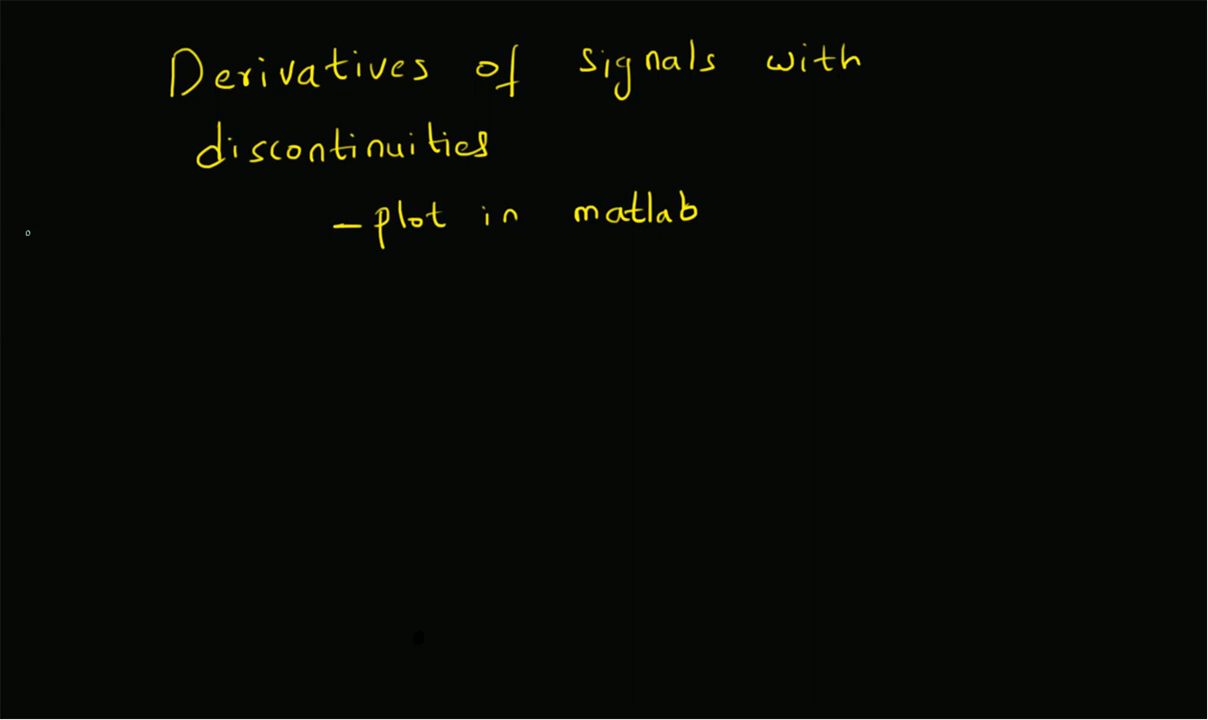 Derivatives of signals with
discontinuities
- plot in matlab